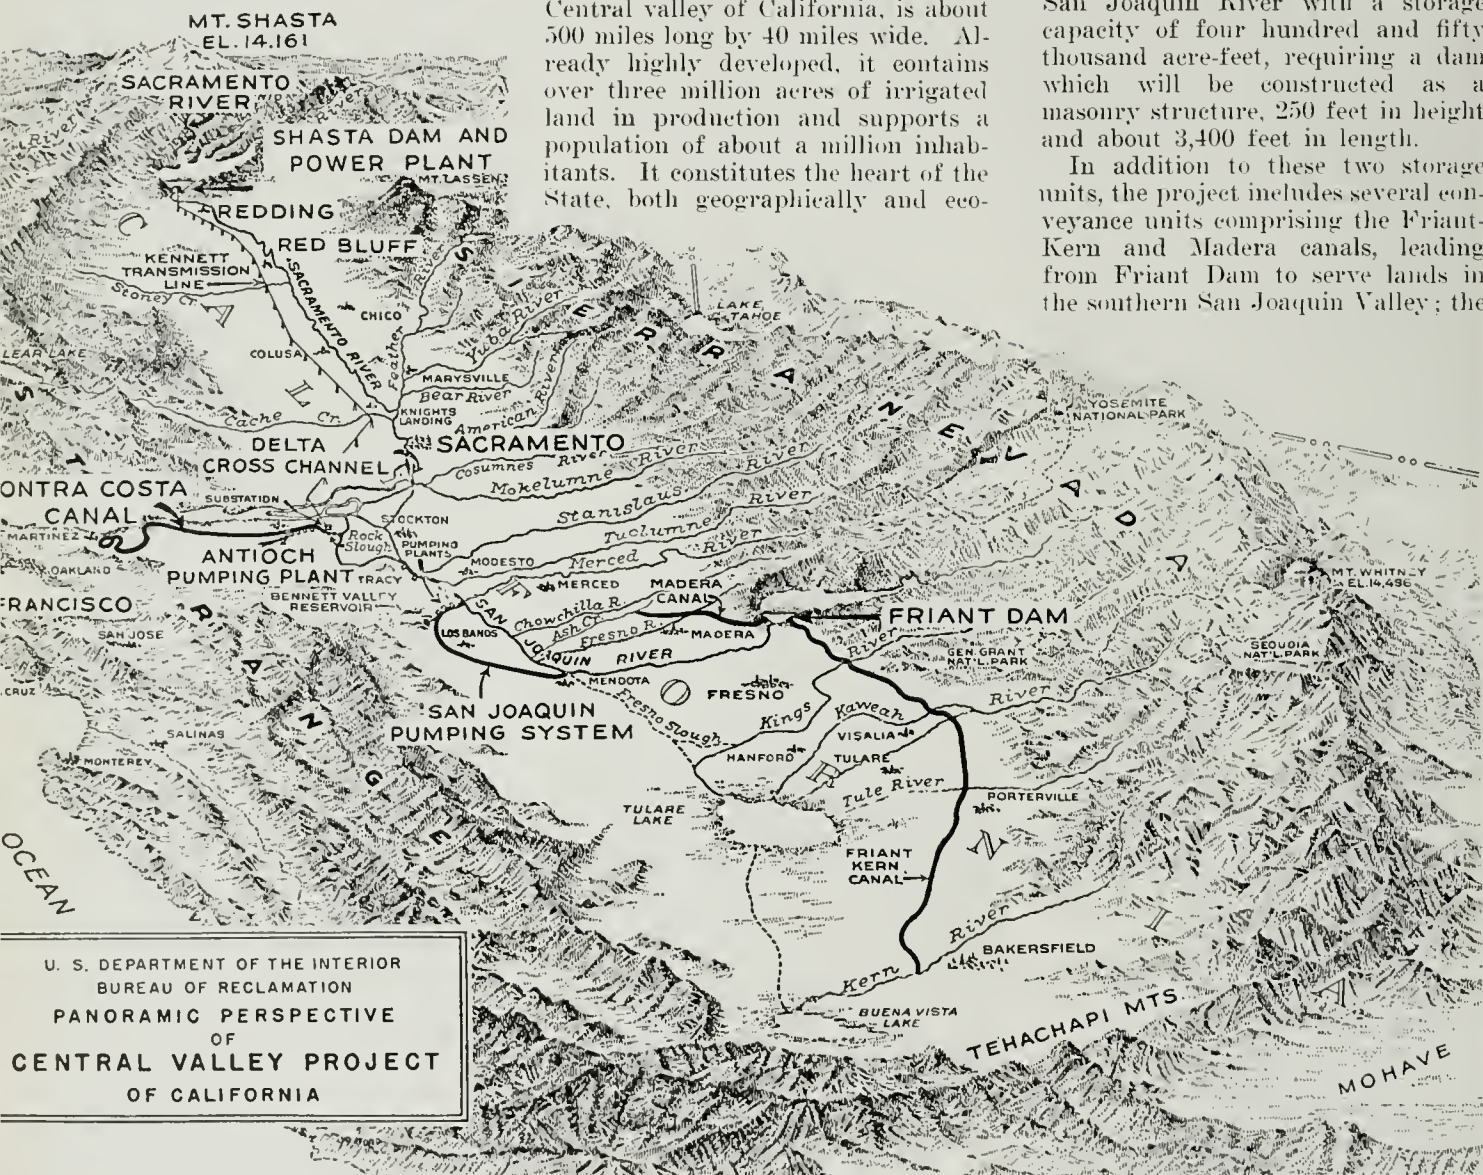 Central valley of California, is about
500 miles long by 40 miles wide. Al-
ready highly developed, it contains
over three million acres of irrigated
land in production and supports a
population of about a million inhab-
itants. It constitutes the heart of the
State, both geographically and eco-
San Joaquin River with a storage
capacity of four hundred and fifty
thousand acre-feet, requiring a dam
which will be constructed as a
masonry structure, 250 feet in height
and about 3,400 feet in length.
In addition to these two storage
units, the project includes several con-
veyance units comprising the Friant-
Kern and Madera canals, leading
from Friant Dam to serve lands in
the southern San Joaquin Valley; the
MT. SHASTA
EL. 14.161
SACRAMENTO
RIVER
River
River
SHASTA DAM AND
POWER PLANT
MT. LASSEN
REDDING
RED BLUFF
KENNETT
TRANSMISSION
LINE
Stoney Cr.
SACRAMENTO RIVER
CHICO
COLUSA
LEAR LAKE
Feather
River
Yuba River
MARYSVILLE
Bear River
LAKE
TAHOE
KNIGHTS
LANDING
American River
Cache Cr.
DELTA
CROSS CHANNEL
SACRAMENTO
Cosumnes River
Mokelumne River
YOSEMITE
NATIONAL PARK
ONTRA COSTA
CANAL
SUBSTATION
MARTINEZ
Stanislaus River
STOCKTON
Rock
Slough
PUMPING
PLANTS
Tuolumne River
ANTIOCH
PUMPING PLANT
OAKLAND
TRACY
MODESTO
Merced River
BENNETT VALLEY
RESERVOIR
MERCED
MADERA
CANAL
MT. WHITNEY
EL. 14,496
FRANCISCO
SAN JOSE
LOS BANOS
SAN JOAQUIN RIVER
Chowchilla R.
Ash Cr.
Fresno R.
MADERA
FRIANT DAM
River
GEN. GRANT
NAT'L. PARK
SEQUOIA
NAT'L. PARK
CRUZ
MENDOTA
FRESNO
Fresno Slough
SAN JOAQUIN
PUMPING SYSTEM
Kings
Kaweah
River
VISALIA
SALINAS
MONTEREY
HANFORD
TULARE
Tule River
PORTERVILLE
TULARE
LAKE
FRIANT
KERN
CANAL
OCEAN
Kern River
BAKERSFIELD
BUENA VISTA
LAKE
TEHACHAPI MTS
MOHAVE
SIERRA NEVADA
S T R A N G E
C A L I F O R N I A
U. S. DEPARTMENT OF THE INTERIOR
BUREAU OF RECLAMATION
PANORAMIC PERSPECTIVE
OF
CENTRAL VALLEY PROJECT
OF CALIFORNIA